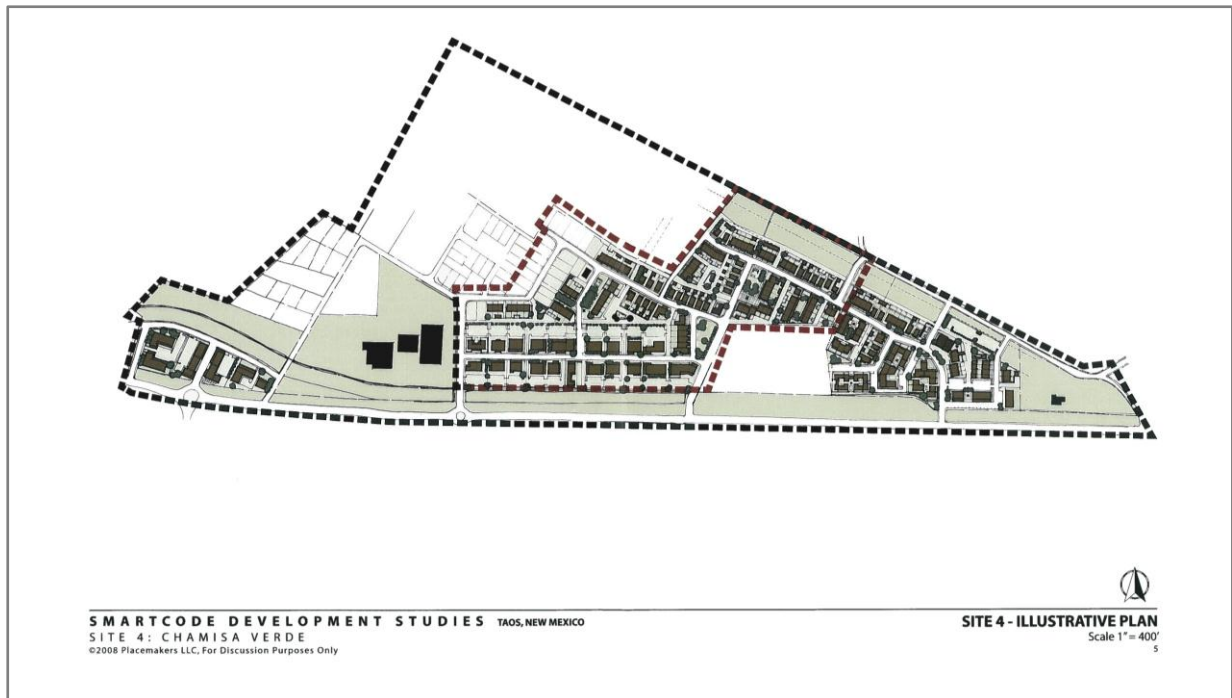 SMARTCODE DEVELOPMENT STUDIES TAOS, NEW MEXICO
SITE 4: CHAMISA VERDE
©2008 Placemakers LLC, For Discussion Purposes Only
SITE 4 - ILLUSTRATIVE PLAN
Scale 1" = 400'
5